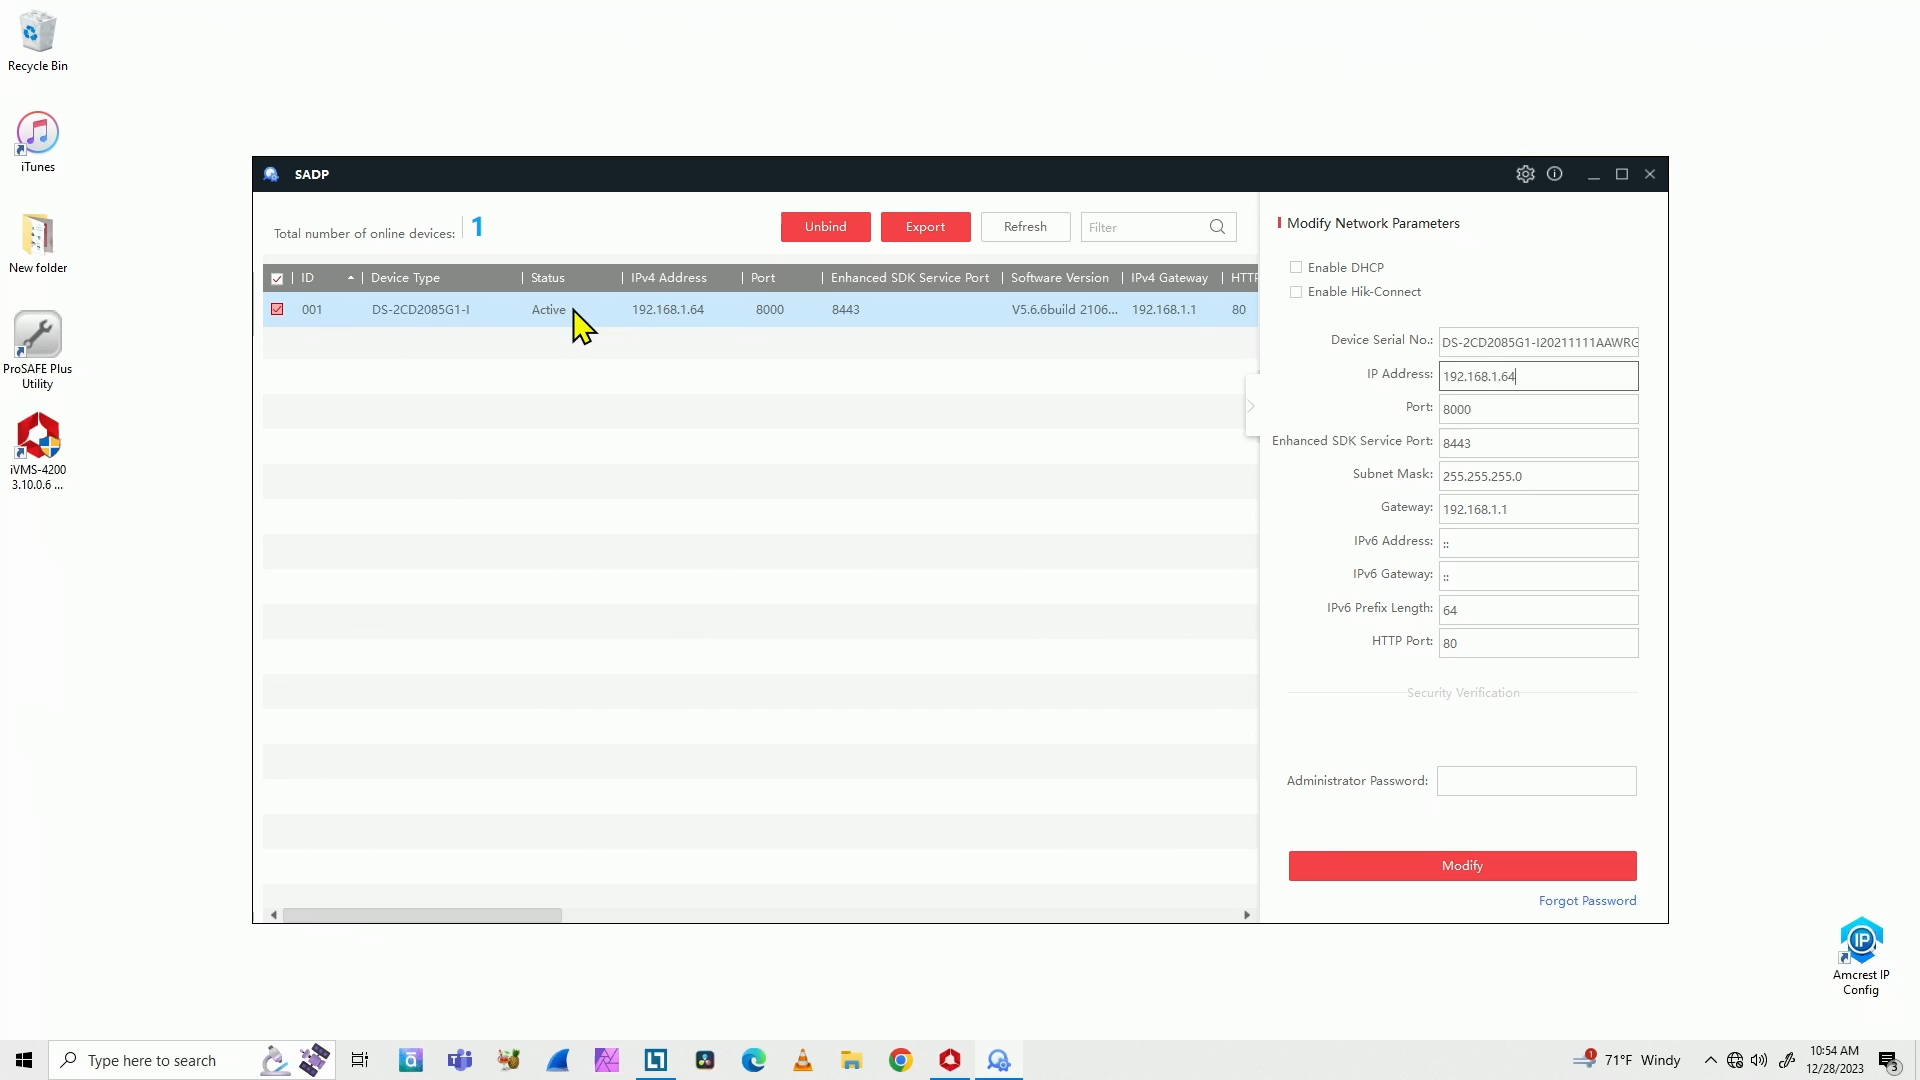 Recycle Bin
iTunes
New folder
ProSAFE Plus
Utility
iVMS-4200
3.10.0.6 ...
SADP
Total number of online devices: 1
Unbind
Export
Refresh
Filter
ID | Device Type | Status | IPv4 Address | Port | Enhanced SDK Service Port | Software Version | IPv4 Gateway | HTTP
001 DS-2CD2085G1-I Active 192.168.1.64 8000 8443 V5.6.6build 2106... 192.168.1.1 80
Modify Network Parameters
Enable DHCP
Enable Hik-Connect
Device Serial No.: DS-2CD2085G1-I20211111AAWRG
IP Address: 192.168.1.64
Port: 8000
Enhanced SDK Service Port: 8443
Subnet Mask: 255.255.255.0
Gateway: 192.168.1.1
IPv6 Address: ::
IPv6 Gateway: ::
IPv6 Prefix Length: 64
HTTP Port: 80
Security Verification
Administrator Password:
Modify
Forgot Password
IP
Amcrest IP
Config
Type here to search
1
71°F Windy
10:54 AM
12/28/2023
3